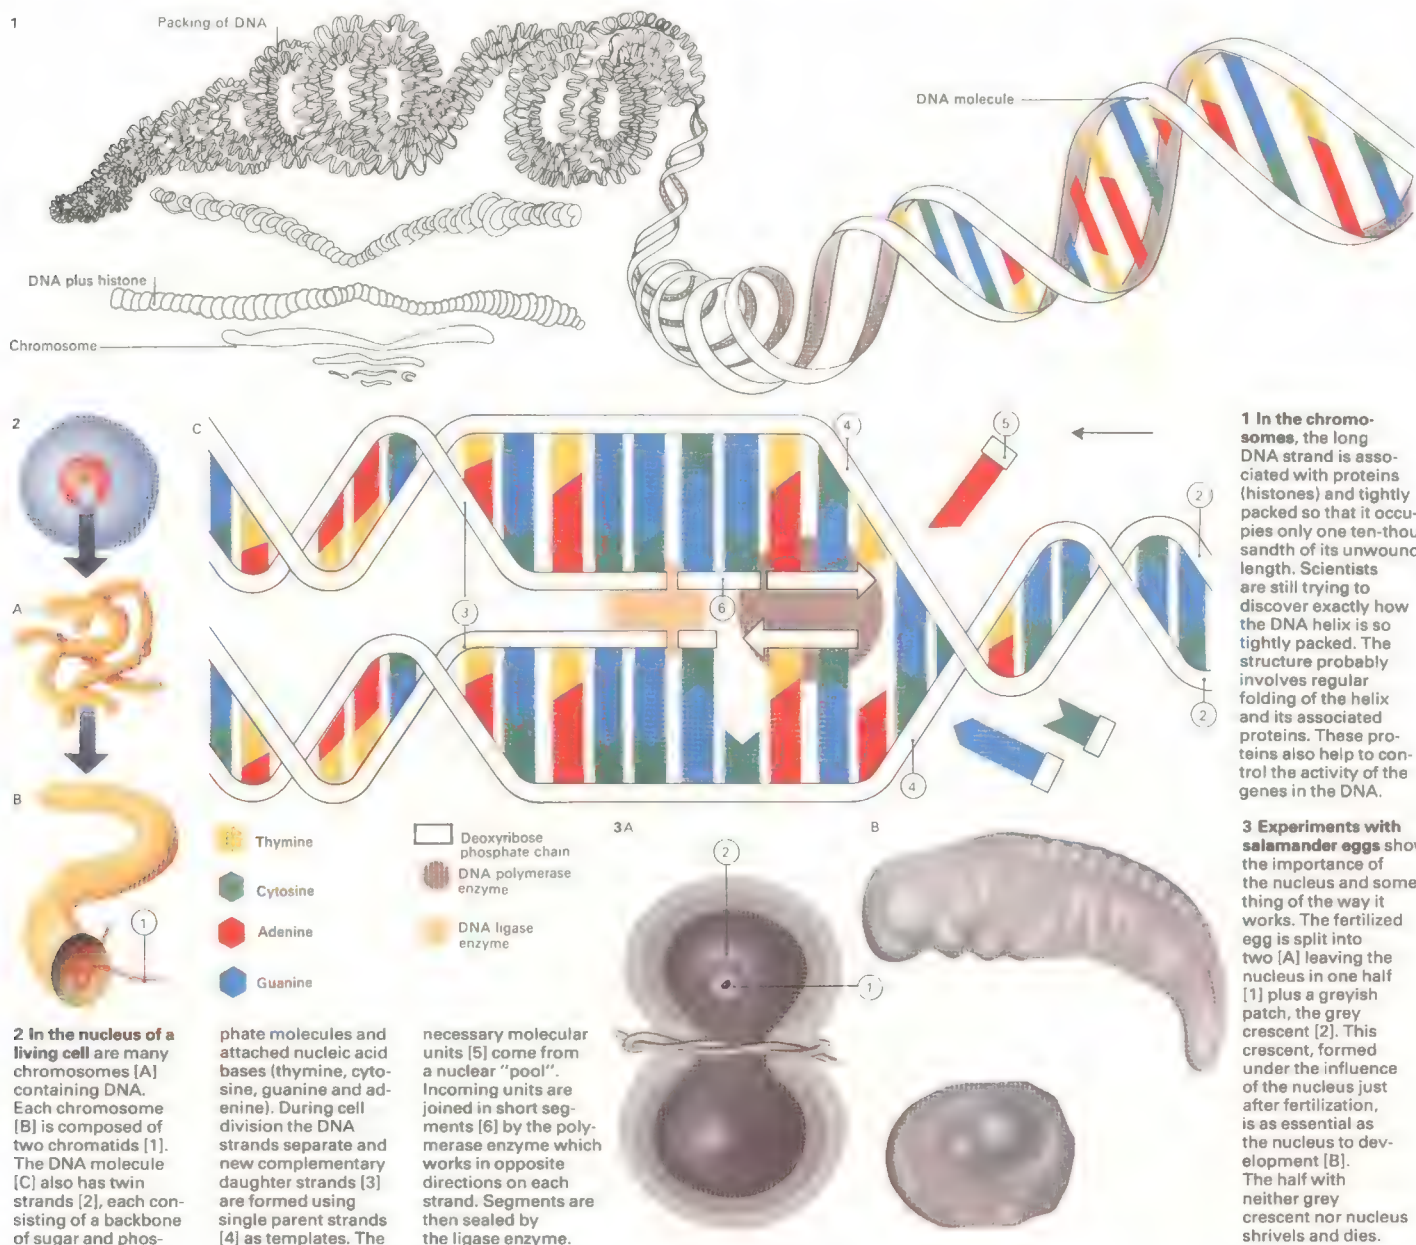 1
Packing of DNA
DNA molecule
DNA plus histone
Chromosome
2
A
B
1
C
4
5
2
3
6
2
4
Thymine
Cytosine
Adenine
Guanine
Deoxyribose
phosphate chain
DNA polymerase
enzyme
DNA ligase
enzyme
3A
2
1
B
1 In the chromo-
somes, the long
DNA strand is asso-
ciated with proteins
(histones) and tightly
packed so that it occu-
pies only one ten-thou
sandth of its unwound
length. Scientists
are still trying to
discover exactly how
the DNA helix is so
tightly packed. The
structure probably
involves regular
folding of the helix
and its associated
proteins. These pro-
teins also help to con-
trol the activity of the
genes in the DNA.
2 In the nucleus of a
living cell are many
chromosomes [A]
containing DNA.
Each chromosome
[B] is composed of
two chromatids [1].
The DNA molecule
[C] also has twin
strands [2], each con-
sisting of a backbone
of sugar and phos-
phate molecules and
attached nucleic acid
bases (thymine, cyto-
sine, guanine and ad-
enine). During cell
division the DNA
strands separate and
new complementary
daughter strands [3]
are formed using
single parent strands
[4] as templates. The
necessary molecular
units [5] come from
a nuclear "pool".
Incoming units are
joined in short seg-
ments [6] by the poly-
merase enzyme which
works in opposite
directions on each
strand. Segments are
then sealed by
the ligase enzyme.
3 Experiments with
salamander eggs show
the importance of
the nucleus and some
thing of the way it
works. The fertilized
egg is split into
two [A] leaving the
nucleus in one half
[1] plus a greyish
patch, the grey
crescent [2]. This
crescent, formed
under the influence
of the nucleus just
after fertilization,
is as essential as
the nucleus to dev-
elopment [B].
The half with
neither grey
crescent nor nucleus
shrivels and dies.